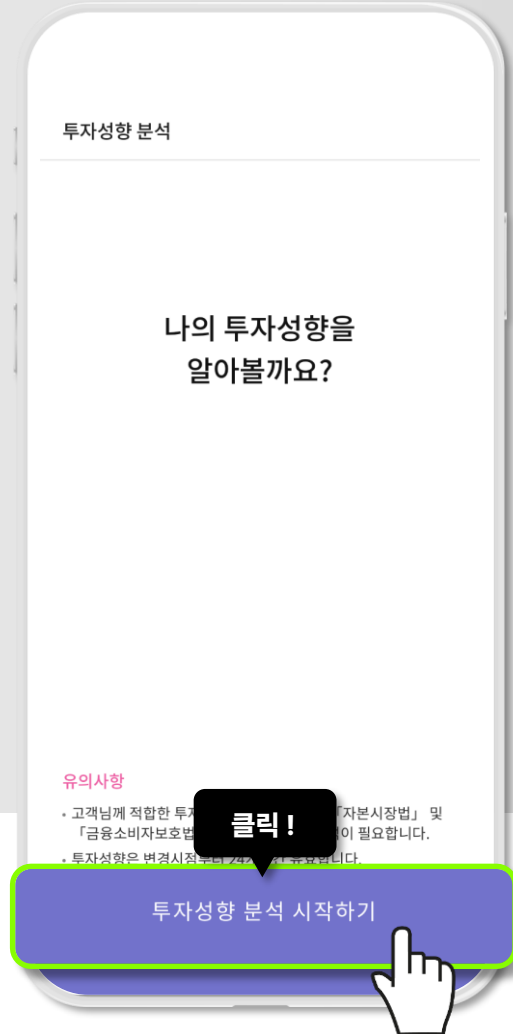 투자성향 분석
나의 투자성향을
알아볼까요?
유의사항
• 고객님께 적합한 「자본시장법」 및
「금융소비자보호법 필요합니다.
• 투자성향은 변경시점부터 유효합니다.
클릭 !
투자성향 분석 시작하기